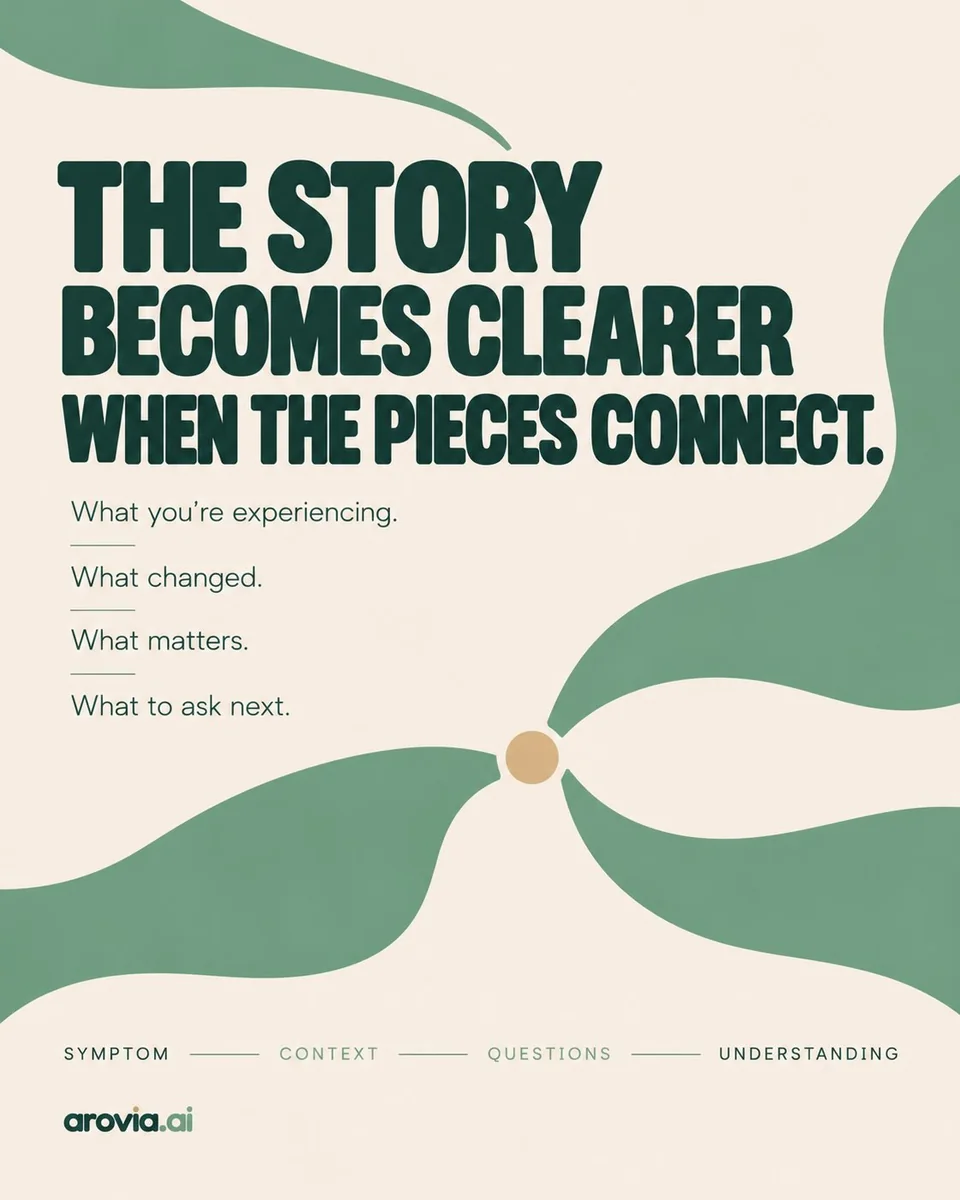 THE STORY
BECOMES CLEARER
WHEN THE PIECES CONNECT.
What you’re experiencing.
What changed.
What matters.
What to ask next.
SYMPTOM CONTEXT QUESTIONS UNDERSTANDING
arovia.ai